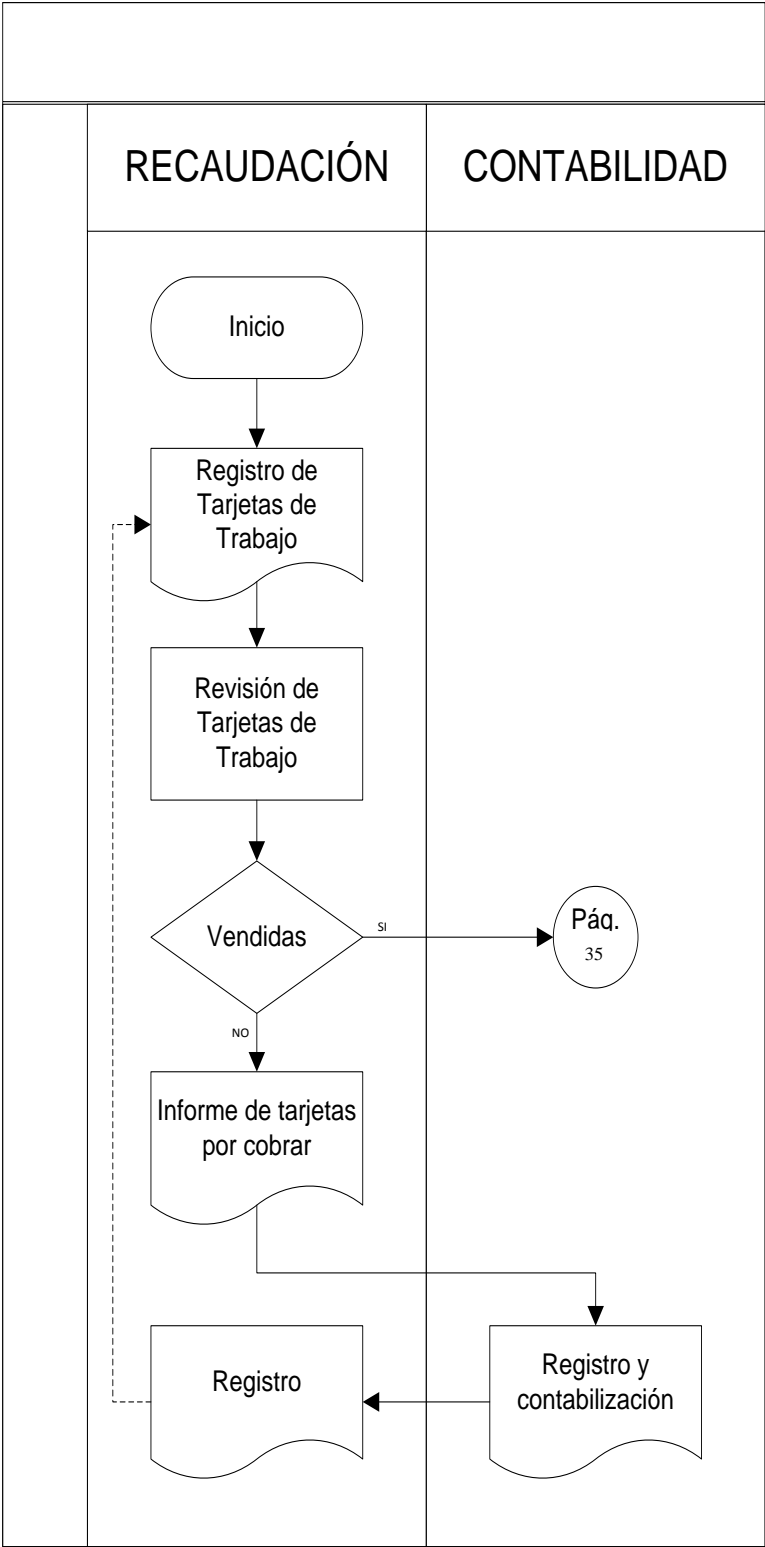 RECAUDACIÓN
CONTABILIDAD
Inicio
Registro de
Tarjetas de
Trabajo
Revisión de
Tarjetas de
Trabajo
Vendidas
SI
Pág.
35
NO
Informe de tarjetas
por cobrar
Registro
Registro y
contabilización